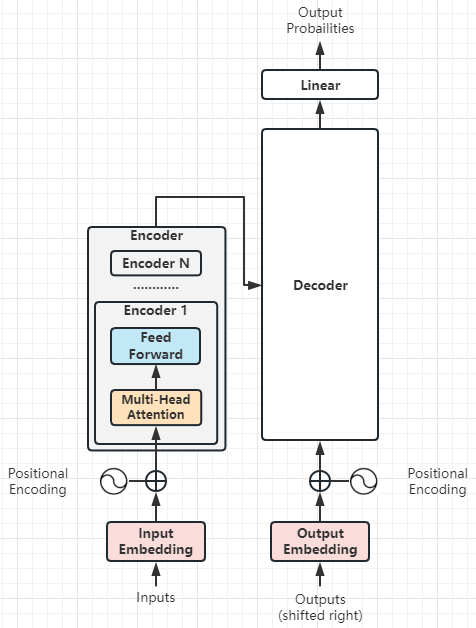 Output
Probailities
Linear
Encoder
Encoder N
............
Encoder 1
Feed
Forward
Multi-Head
Attention
Decoder
Positional
Encoding
Positional
Encoding
Input
Embedding
Output
Embedding
Inputs
Outputs
(shifted right)